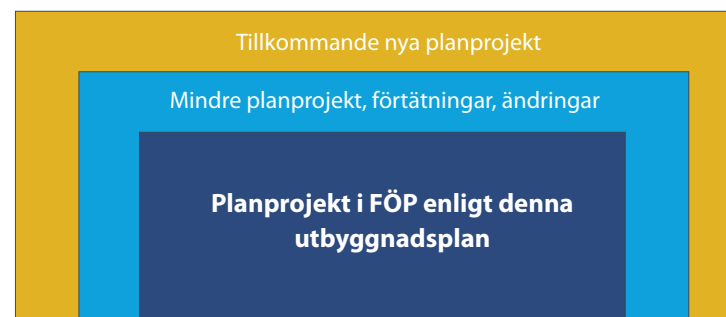 Tillkommande nya planprojekt
Mindre planprojekt, förtätningar, ändringar
Planprojekt i FÖP enligt denna
utbyggnadsplan